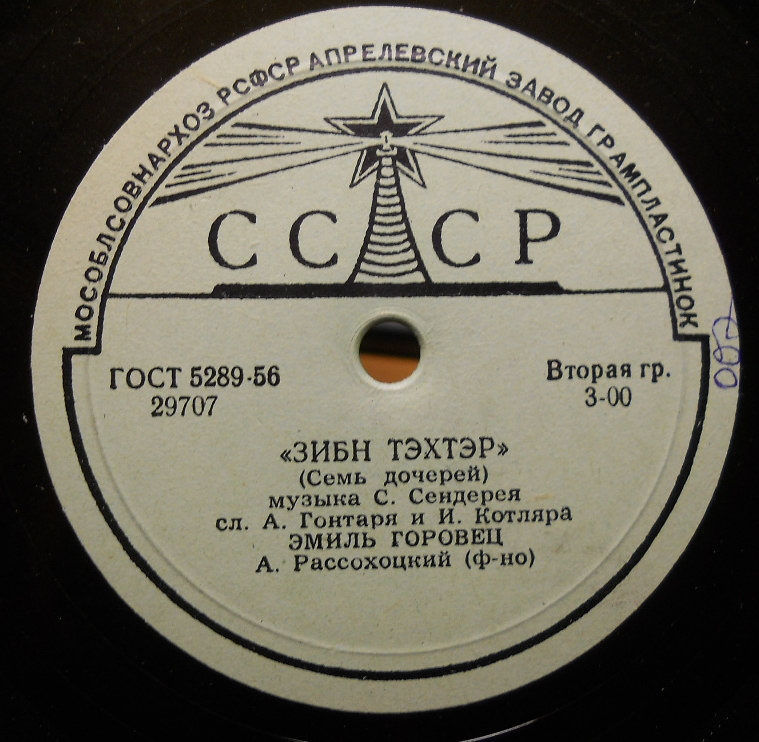 МОСОБЛСОВНАРХОЗ РСФСР АПРЕЛЕВСКИЙ ЗАВОД ГРАМПЛАСТИНОК
СССР
ГОСТ 5289-56
29707
Вторая гр.
3-00
«ЗИБН ТЭХТЭР»
(Семь дочерей)
музыка С. Сендерея
сл. А. Гонтаря и И. Котляра
ЭМИЛЬ ГОРОВЕЦ
А. Рассохоцкий (ф-но)